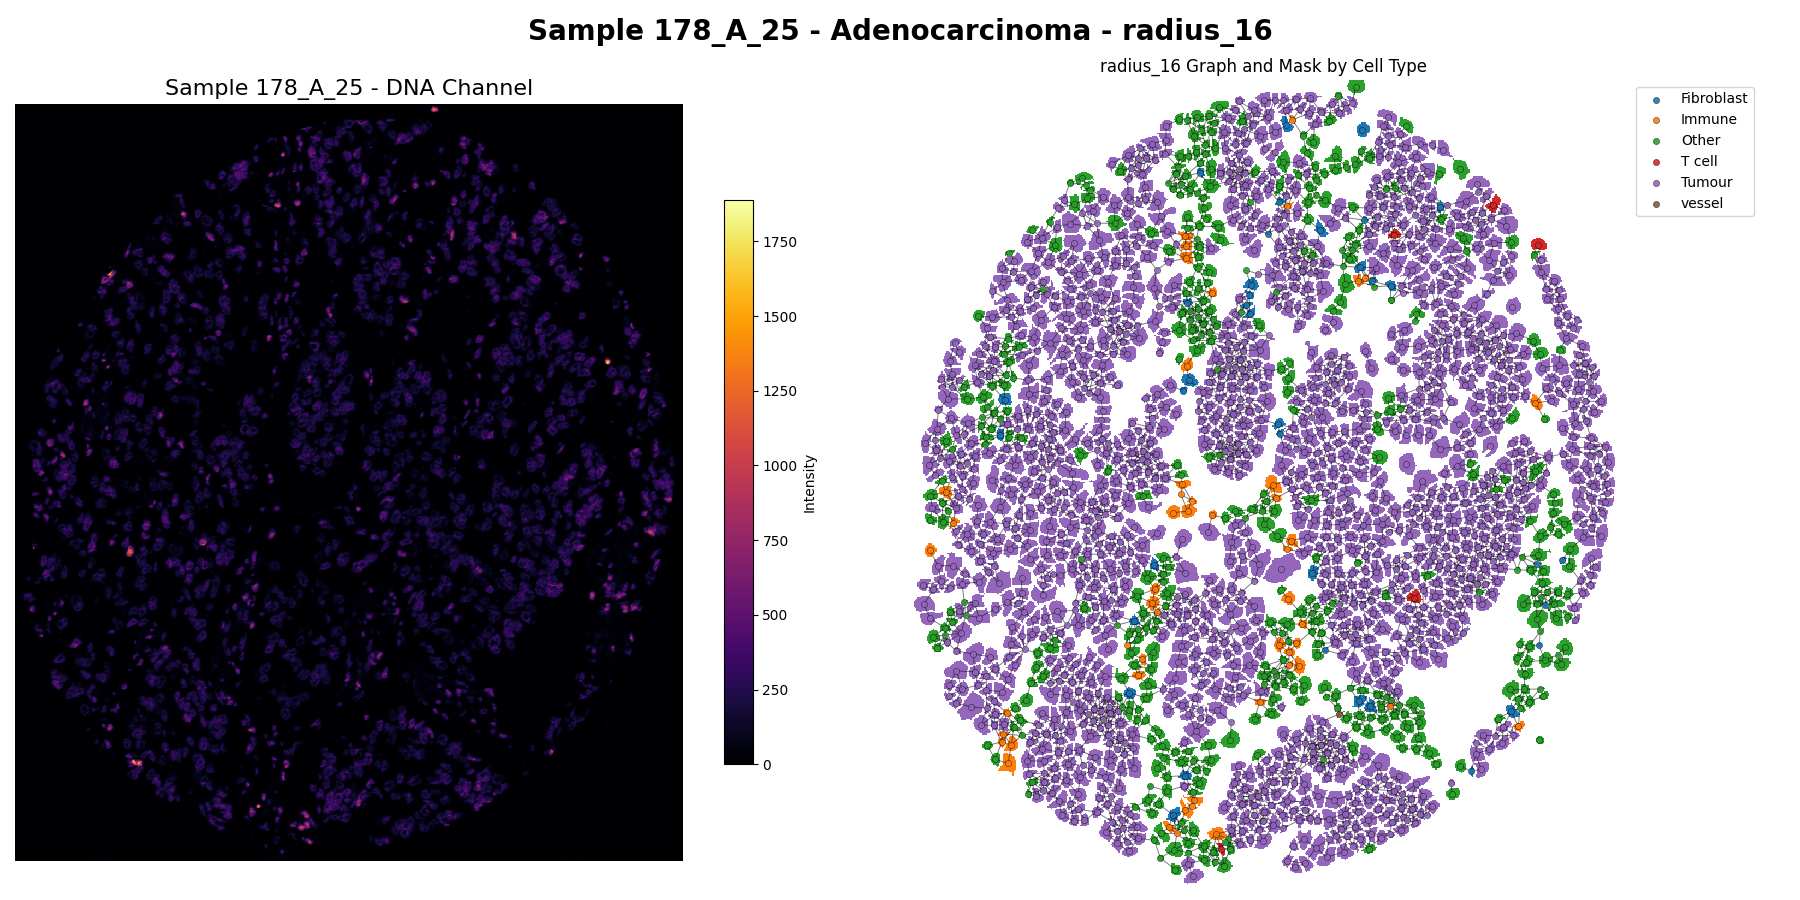 Sample 178_A_25 - Adenocarcinoma - radius_16
Sample 178_A_25 - DNA Channel
radius_16 Graph and Mask by Cell Type
1750
1500
1250
1000
750
500
250
0
Intensity
Fibroblast
Immune
Other
T cell
Tumour
vessel